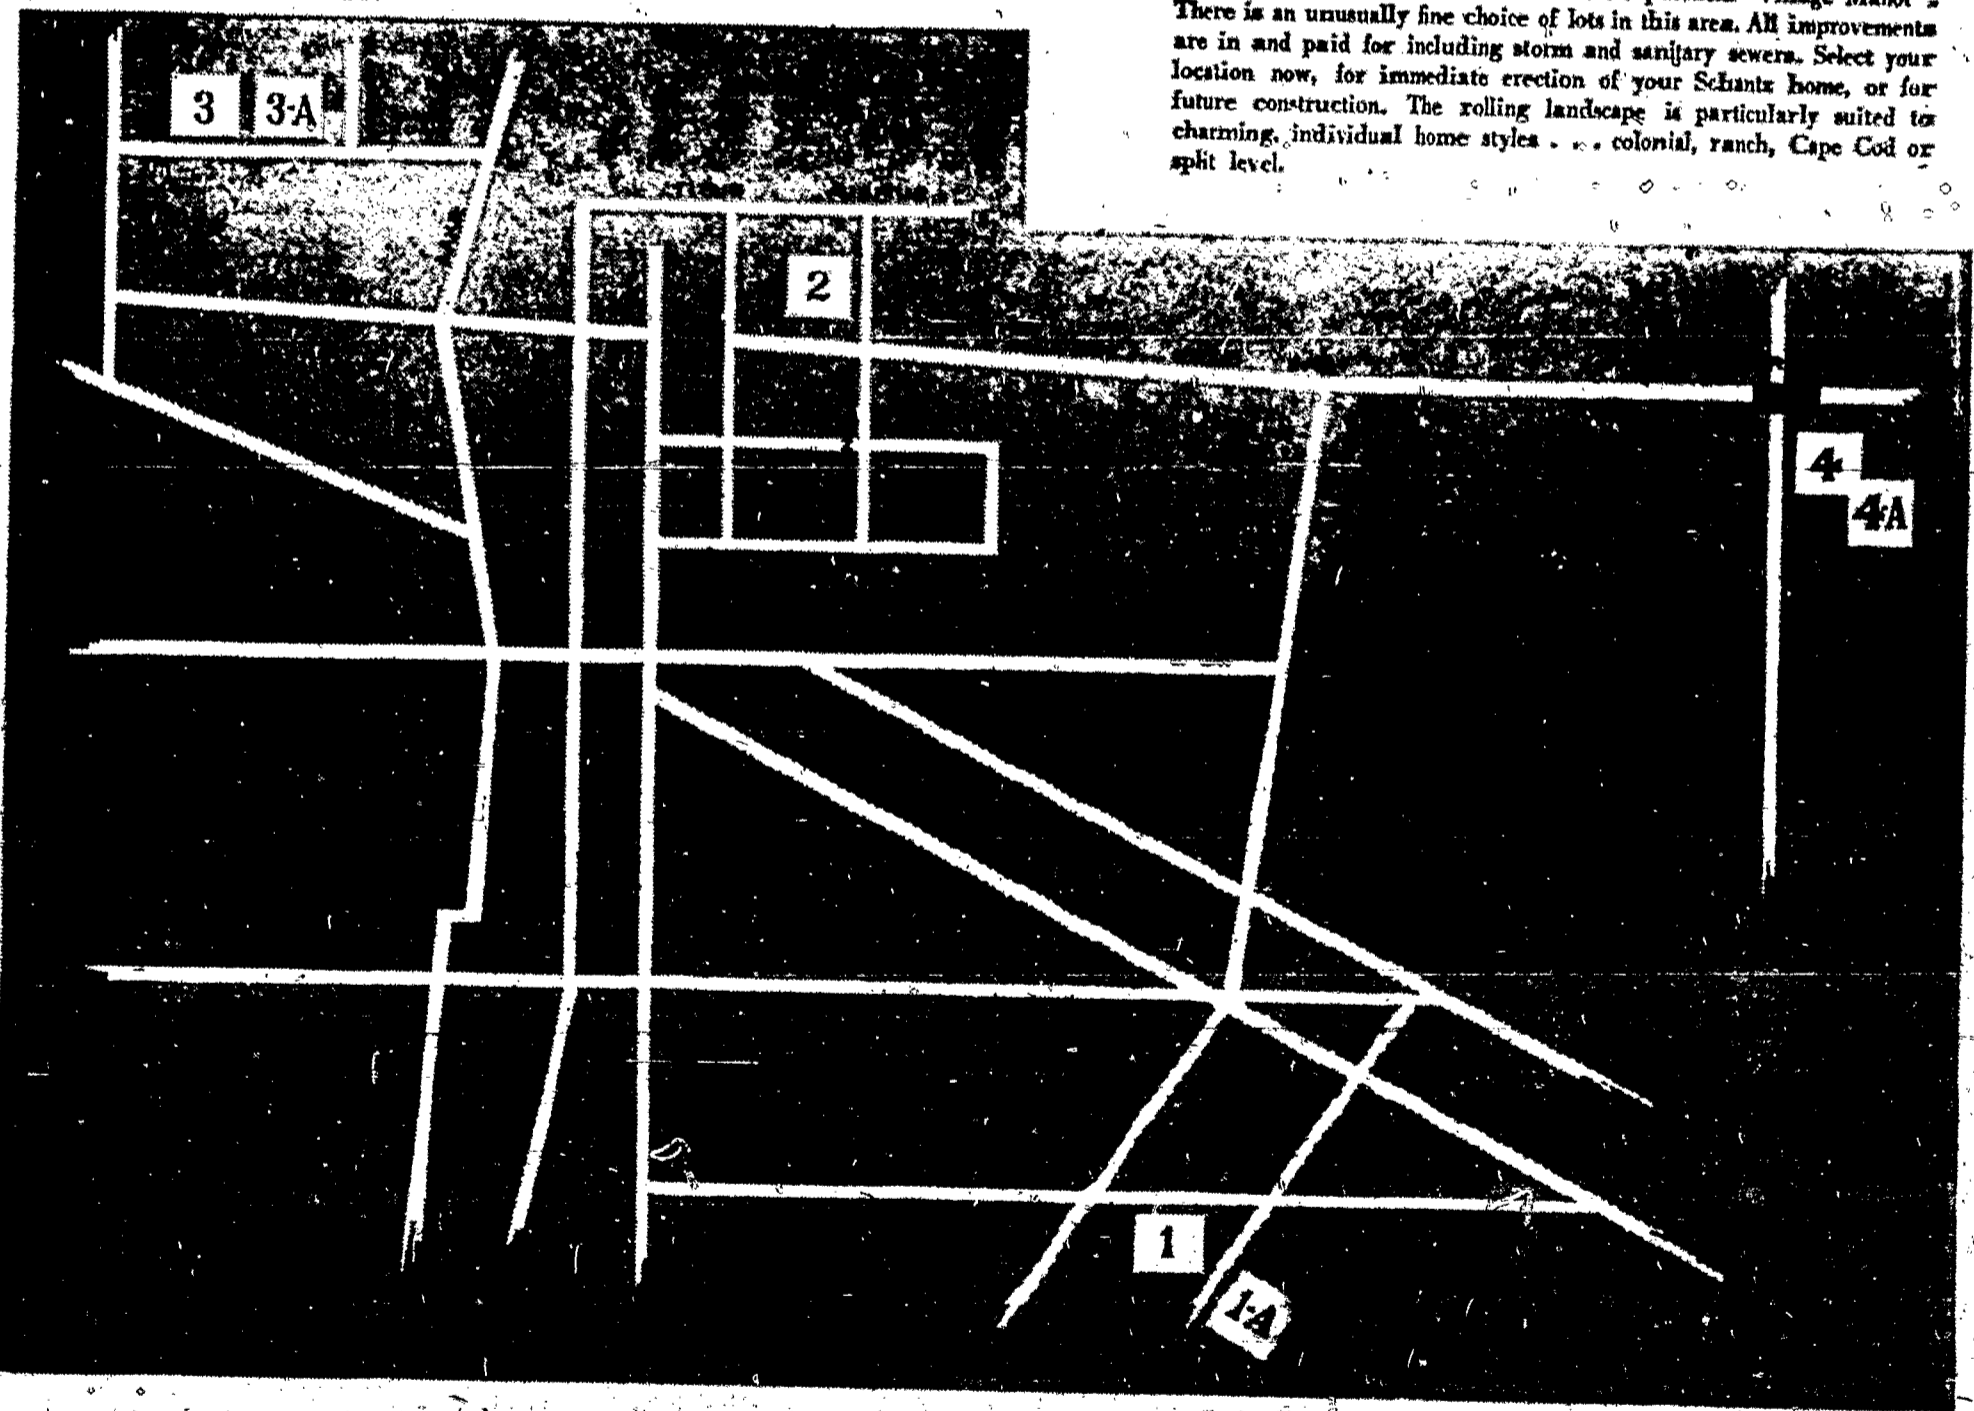 There is an unusually fine choice of lots in this area. All improvements
are in and paid for including storm and sanitary sewers. Select your
location now, for immediate erection of your Schantz home, or for
future construction. The rolling landscape is particularly suited to
charming, individual home styles . . . colonial, ranch, Cape Cod or
split level.
3 3-A
2
4
4-A
1
1-A